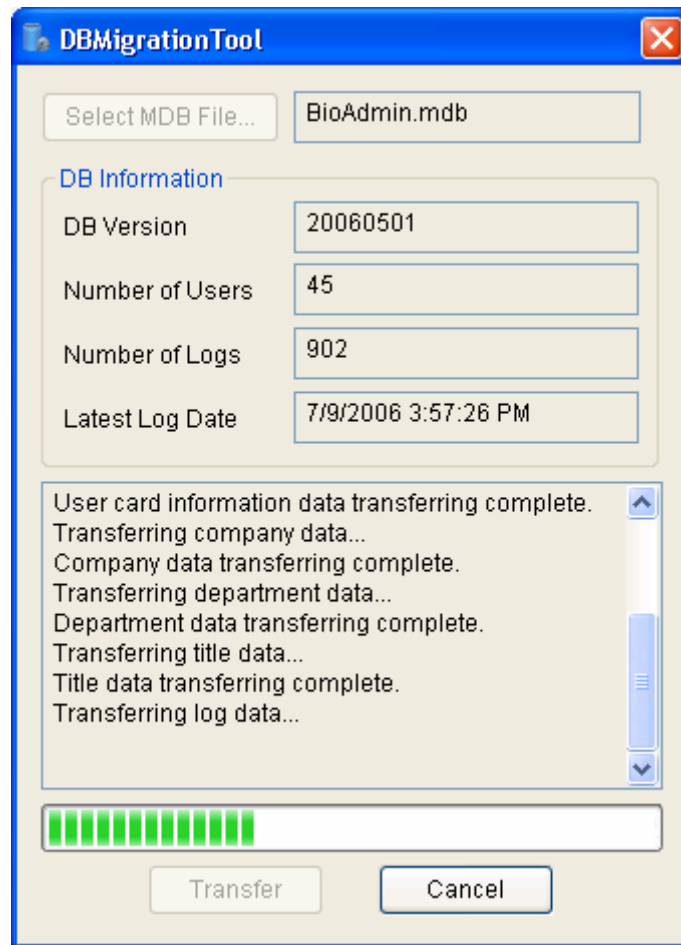 DBMigrationTool
Select MDB File... BioAdmin.mdb
DB Information
DB Version 20060501
Number of Users 45
Number of Logs 902
Latest Log Date 7/9/2006 3:57:26 PM
User card information data transferring complete.
Transferring company data...
Company data transferring complete.
Transferring department data...
Department data transferring complete.
Transferring title data...
Title data transferring complete.
Transferring log data...
Transfer Cancel